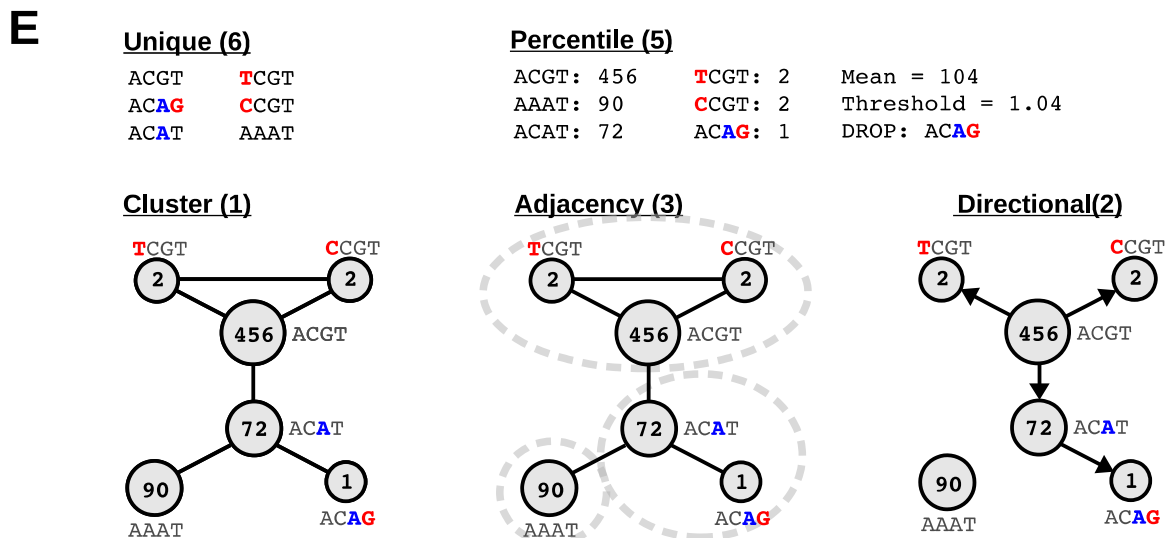 E
Unique (6)
ACGT TCGT
ACAG CCGT
ACAT AAAT
Percentile (5)
ACGT: 456 TCGT: 2 Mean = 104
AAAT: 90 CCGT: 2 Threshold = 1.04
ACAT: 72 ACAG: 1 DROP: ACAG
Cluster (1)
TCGT CCGT
2 2
456 ACGT
72 ACAT
90 1
AAAT ACAG
Adjacency (3)
TCGT CCGT
2 2
456 ACGT
72 ACAT
90 1
AAAT ACAG
Directional(2)
TCGT CCGT
2 2
456 ACGT
72 ACAT
90 1
AAAT ACAG